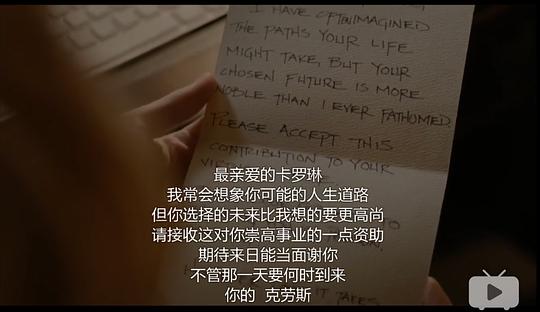 I HAVE OFTEN IMAGINED
THE PATHS YOUR LIFE
MIGHT TAKE, BUT YOUR
CHOSEN FUTURE IS MORE
NOBLE THAN I EVER FATHOMED.
PLEASE ACCEPT THIS
CONTRIBUTION TO YOUR
最亲爱的卡罗琳
我常会想象你可能的人生道路
但你选择的未来比我想的要更高尚
请接收这对你崇高事业的一点资助
期待来日能当面谢你
不管那一天要何时到来
你的 克劳斯
IT TAKES